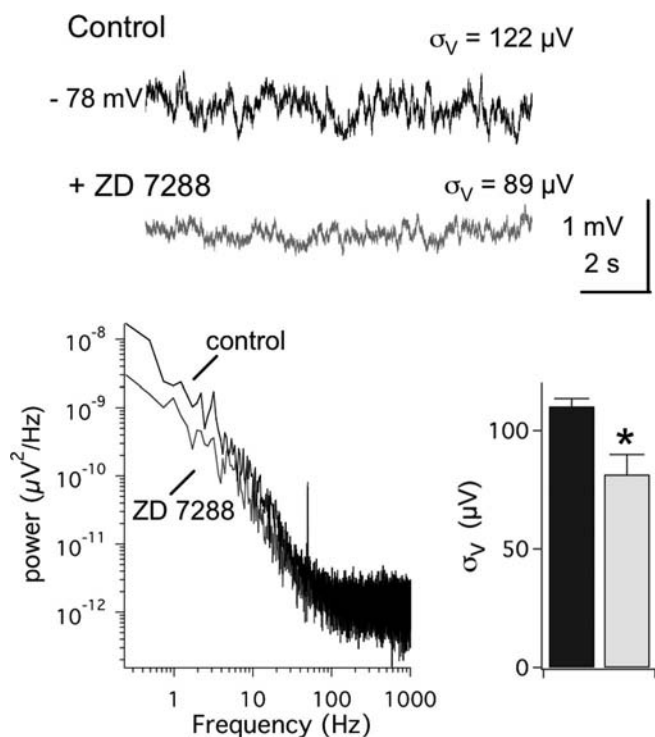 Control
σV = 122 µV
- 78 mV
+ ZD 7288
σV = 89 µV
1 mV
2 s
power (µV²/Hz)
10⁻⁸
10⁻⁹
10⁻¹⁰
10⁻¹¹
10⁻¹²
control
ZD 7288
1
10
100
1000
Frequency (Hz)
σV (µV)
100
50
0
*